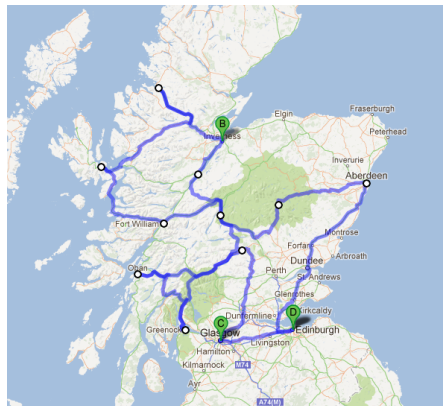 Fraserburgh
Elgin
Peterhead
B
Inverness
Inverurie
Aberdeen
Fort William
Montrose
Forfar
Arbroath
Dundee
Oban
Perth
St. Andrews
Glenrothes
Kirkcaldy
Dunfermline
D
Greenock
C
Glasgow
Edinburgh
Livingston
Hamilton
Kilmarnock
M74
Ayr
A74(M)